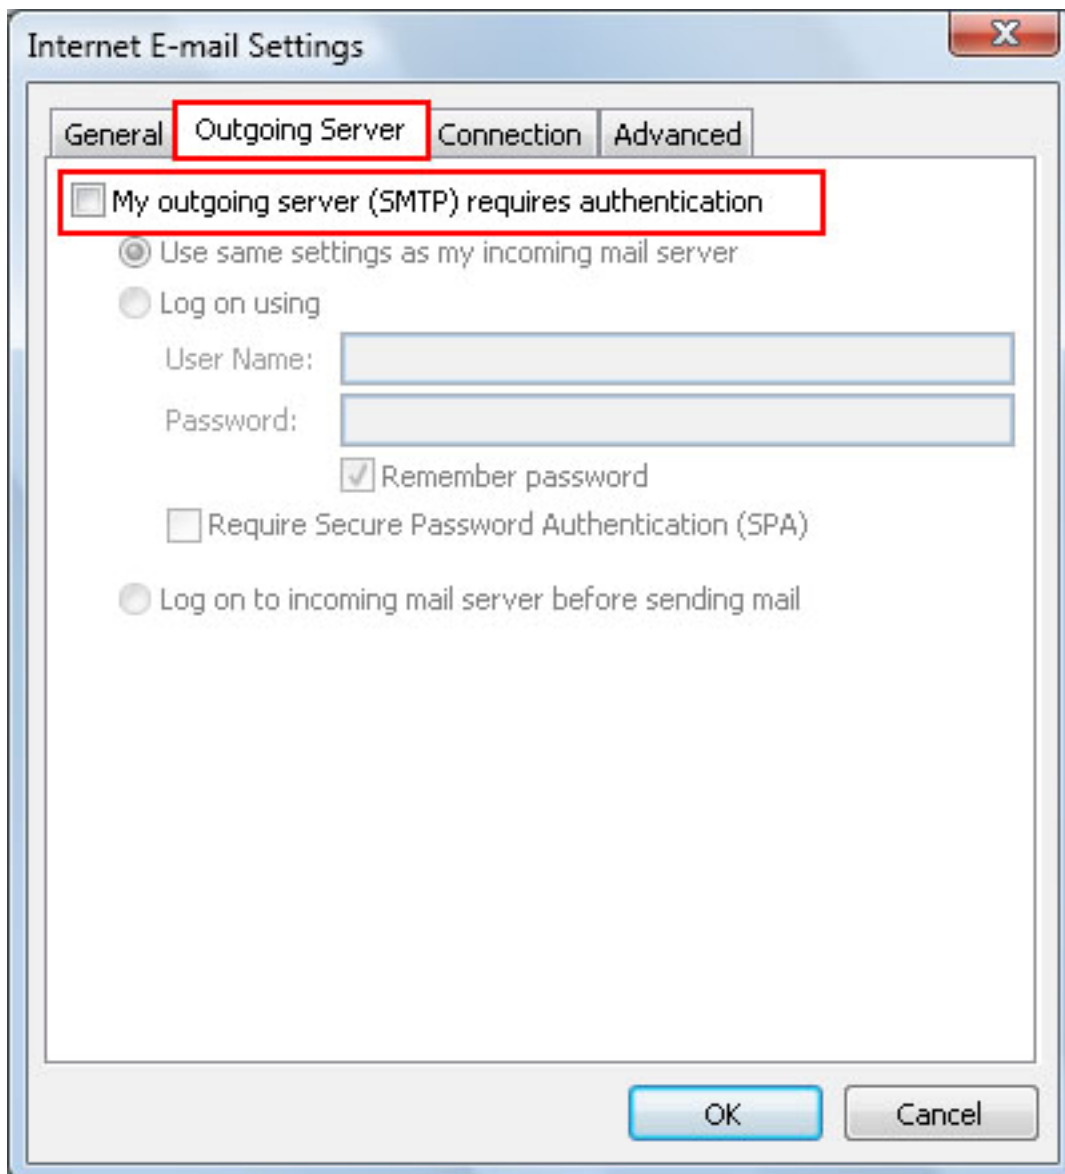 Internet E-mail Settings
General Outgoing Server Connection Advanced
My outgoing server (SMTP) requires authentication
Use same settings as my incoming mail server
Log on using
User Name:
Password:
Remember password
Require Secure Password Authentication (SPA)
Log on to incoming mail server before sending mail
OK Cancel